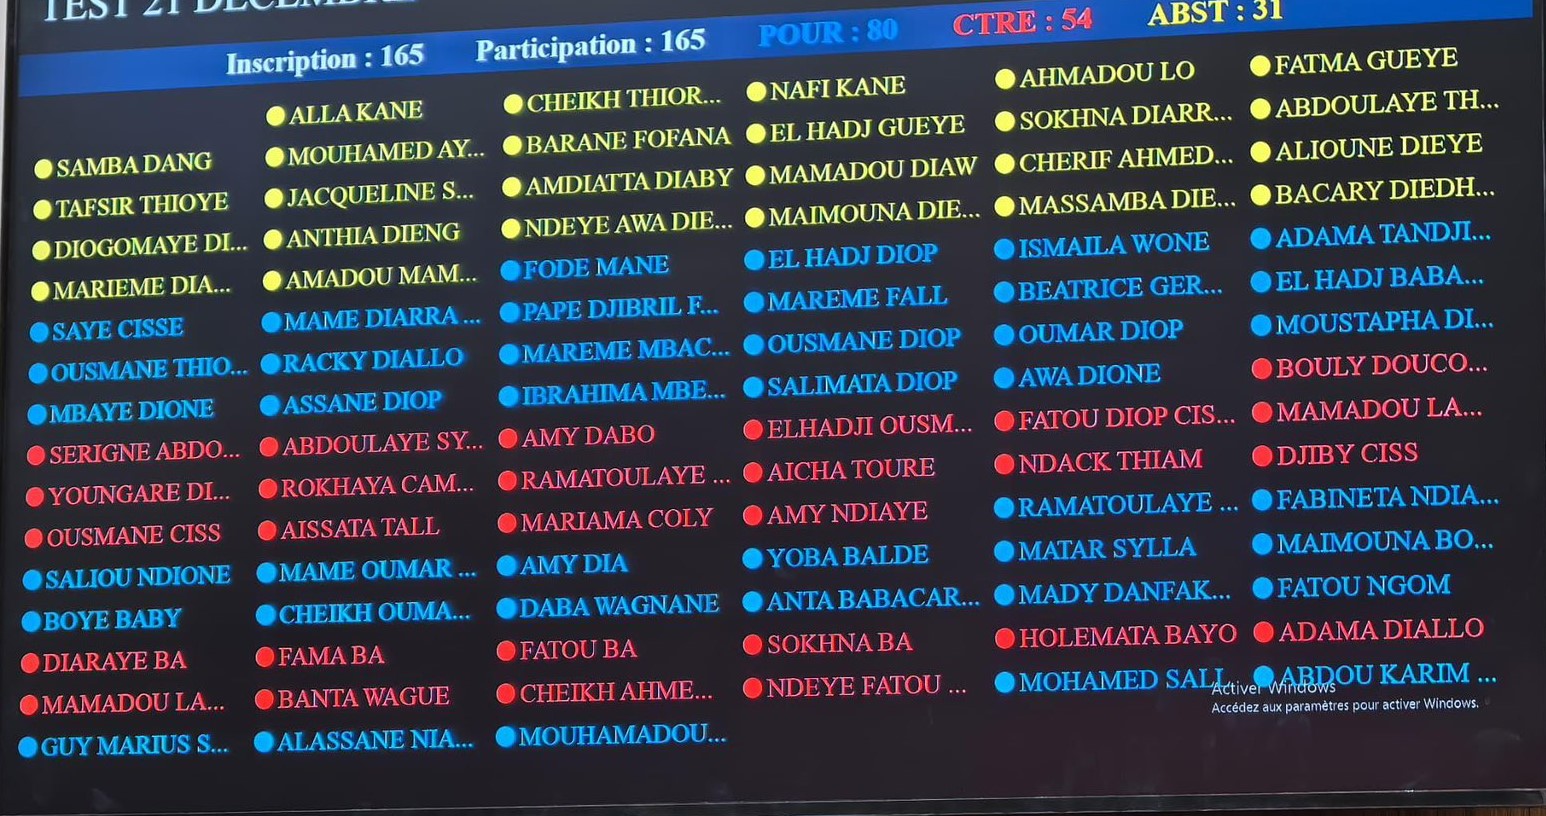 TEST 21 DECEMBRE
Inscription : 165 Participation : 165 POUR : 80 CTRE : 54 ABST : 31
ALLA KANE CHEIKH THIOR... NAFI KANE AHMADOU LO FATMA GUEYE
SAMBA DANG MOUHAMED AY... BARANE FOFANA EL HADJ GUEYE SOKHNA DIARR... ABDOULAYE TH...
TAFSIR THIOYE JACQUELINE S... AMDIATTA DIABY MAMADOU DIAW CHERIF AHMED... ALIOUNE DIEYE
DIOGOMAYE DI... ANTHIA DIENG NDEYE AWA DIE... MAIMOUNA DIE... MASSAMBA DIE... BACARY DIEDH...
MARIEME DIA... AMADOU MAM... FODE MANE EL HADJ DIOP ISMAILA WONE ADAMA TANDJI...
SAYE CISSE MAME DIARRA ... PAPE DJIBRIL F... MAREME FALL BEATRICE GER... EL HADJ BABA...
OUSMANE THIO... RACKY DIALLO MAREME MBAC... OUSMANE DIOP OUMAR DIOP MOUSTAPHA DI...
MBAYE DIONE ASSANE DIOP IBRAHIMA MBE... SALIMATA DIOP AWA DIONE BOULY DOUCO...
SERIGNE ABDO... ABDOULAYE SY... AMY DABO ELHADJI OUSM... FATOU DIOP CIS... MAMADOU LA...
YOUNGARE DI... ROKHAYA CAM... RAMATOULAYE ... AICHA TOURE NDACK THIAM DJIBY CISS
OUSMANE CISS AISSATA TALL MARIAMA COLY AMY NDIAYE RAMATOULAYE ... FABINETA NDIA...
SALIOU NDIONE MAME OUMAR ... AMY DIA YOBA BALDE MATAR SYLLA MAIMOUNA BO...
BOYE BABY CHEIKH OUMA... DABA WAGNANE ANTA BABACAR... MADY DANFAK... FATOU NGOM
DIARAYE BA FAMA BA FATOU BA SOKHNA BA HOLEMATA BAYO ADAMA DIALLO
MAMADOU LA... BANTA WAGUE CHEIKH AHME... NDEYE FATOU ... MOHAMED SALL ABDOU KARIM ...
GUY MARIUS S... ALASSANE NIA... MOUHAMADOU...
Activer Windows
Accédez aux paramètres pour activer Windows.